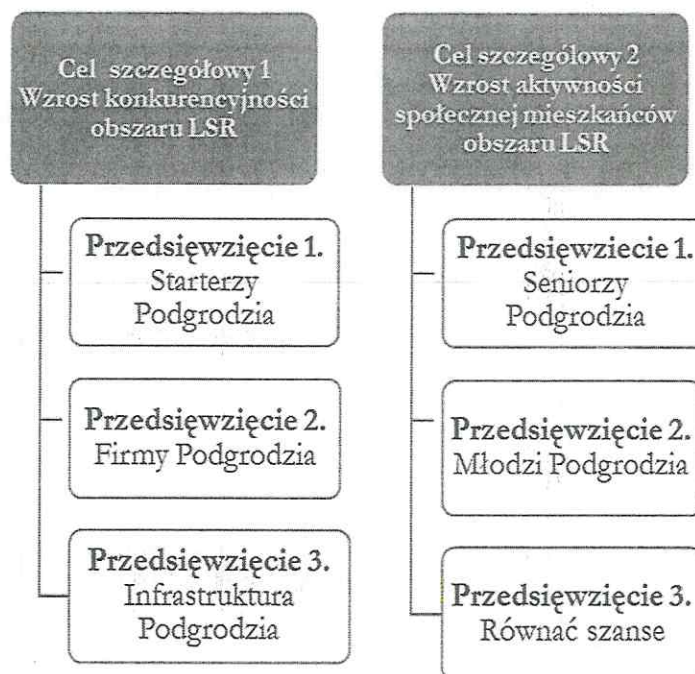 Cel szczegółowy 1
Wzrost konkurencyjności
obszaru LSR
Przedsięwzięcie 1.
Starterzy
Podgrodzia
Przedsięwzięcie 2.
Firmy Podgrodzia
Przedsięwzięcie 3.
Infrastruktura
Podgrodzia
Cel szczegółowy 2
Wzrost aktywności
społecznej mieszkańców
obszaru LSR
Przedsięwziecie 1.
Seniorzy
Podgrodzia
Przedsięwzięcie 2.
Młodzi Podgrodzia
Przedsięwzięcie 3.
Równać szanse